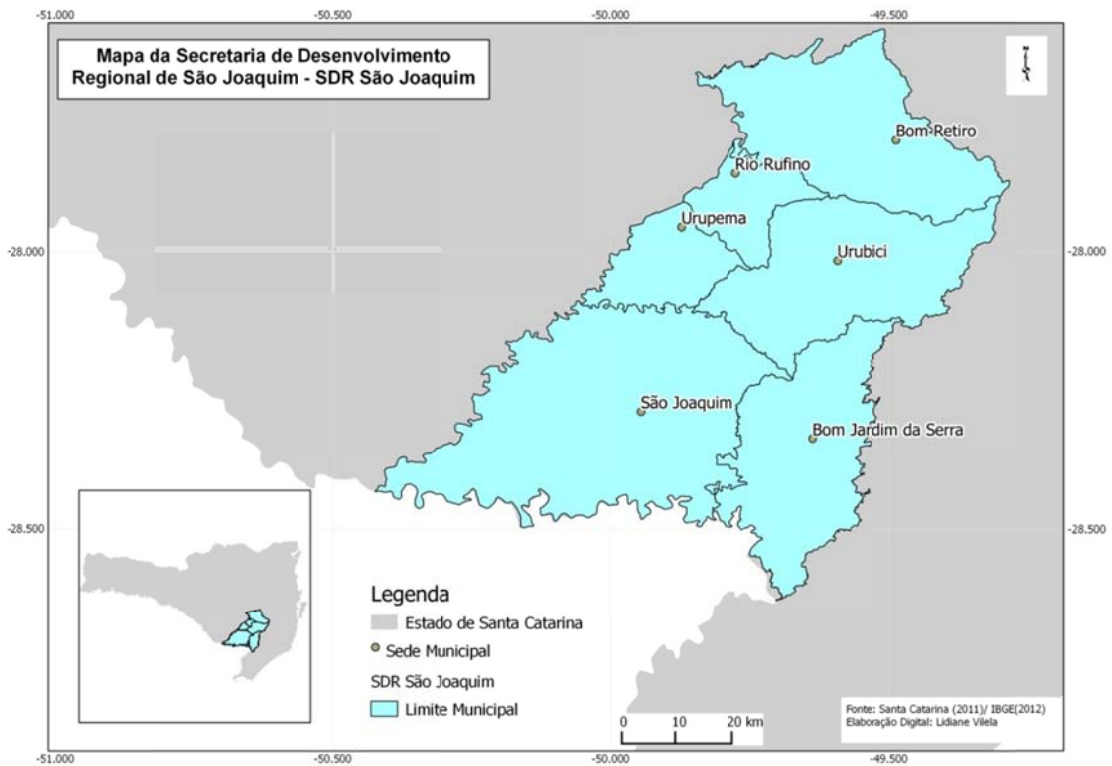 -51.000
-50.500
-50.000
-49.500
Mapa da Secretaria de Desenvolvimento
Regional de São Joaquim - SDR São Joaquim
N
Bom Retiro
Rio Rufino
Urupema
-28.000
Urubici
-28.000
São Joaquim
Bom Jardim da Serra
-28.500
-28.500
Legenda
Estado de Santa Catarina
Sede Municipal
SDR São Joaquim
Limite Municipal
0 10 20 km
Fonte: Santa Catarina (2011)/ IBGE(2012)
Elaboração Digital: Lidiane Vilela
-51.000
-50.500
-50.000
-49.500